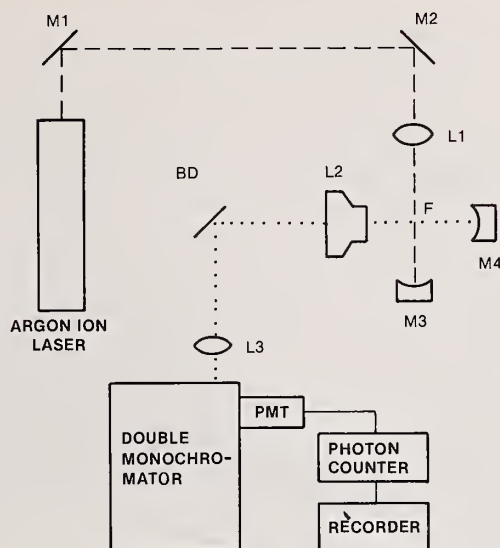 M1
M2
L1
BD
L2
F
M4
M3
ARGON ION
LASER
L3
DOUBLE
MONOCHRO-
MATOR
PMT
PHOTON
COUNTER
RECORDER